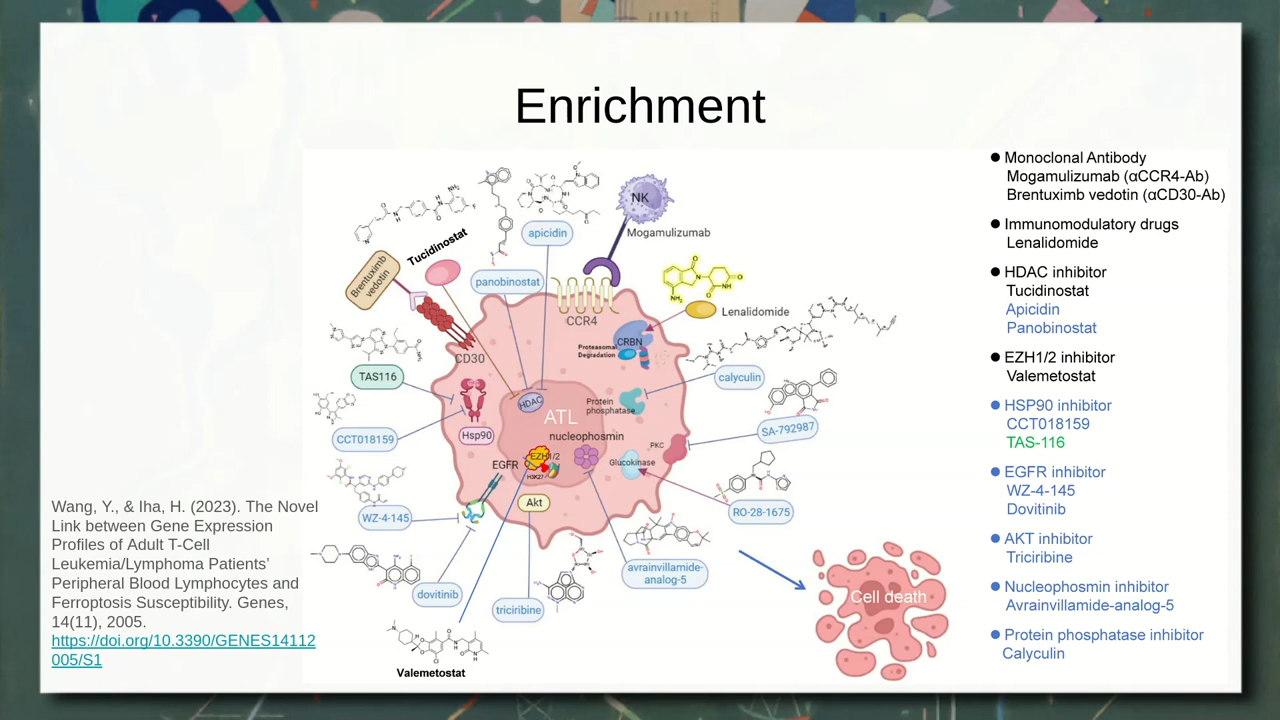 Enrichment
NK
Mogamulizumab
apicidin
Tucidinostat
panobinostat
Brentuximb
vedotin
CCR4
Lenalidomide
CRBN
Proteasomal
Degradation
CD30
TAS116
calyculin
HDAC
Protein
phosphatase
ATL
CCT018159
Hsp90
nucleophosmin
SA-792987
PKC
EZH1/2
EGFR
Glucokinase
H3K27
Akt
RO-28-1675
WZ-4-145
avrainvillamide-
analog-5
dovitinib
triciribine
Cell death
Valemetostat
● Monoclonal Antibody
Mogamulizumab (αCCR4-Ab)
Brentuximb vedotin (αCD30-Ab)
● Immunomodulatory drugs
Lenalidomide
● HDAC inhibitor
Tucidinostat
Apicidin
Panobinostat
● EZH1/2 inhibitor
Valemetostat
● HSP90 inhibitor
CCT018159
TAS-116
● EGFR inhibitor
WZ-4-145
Dovitinib
● AKT inhibitor
Triciribine
● Nucleophosmin inhibitor
Avrainvillamide-analog-5
● Protein phosphatase inhibitor
Calyculin
Wang, Y., & Iha, H. (2023). The Novel
Link between Gene Expression
Profiles of Adult T-Cell
Leukemia/Lymphoma Patients'
Peripheral Blood Lymphocytes and
Ferroptosis Susceptibility. Genes,
14(11), 2005.
https://doi.org/10.3390/GENES14112
005/S1